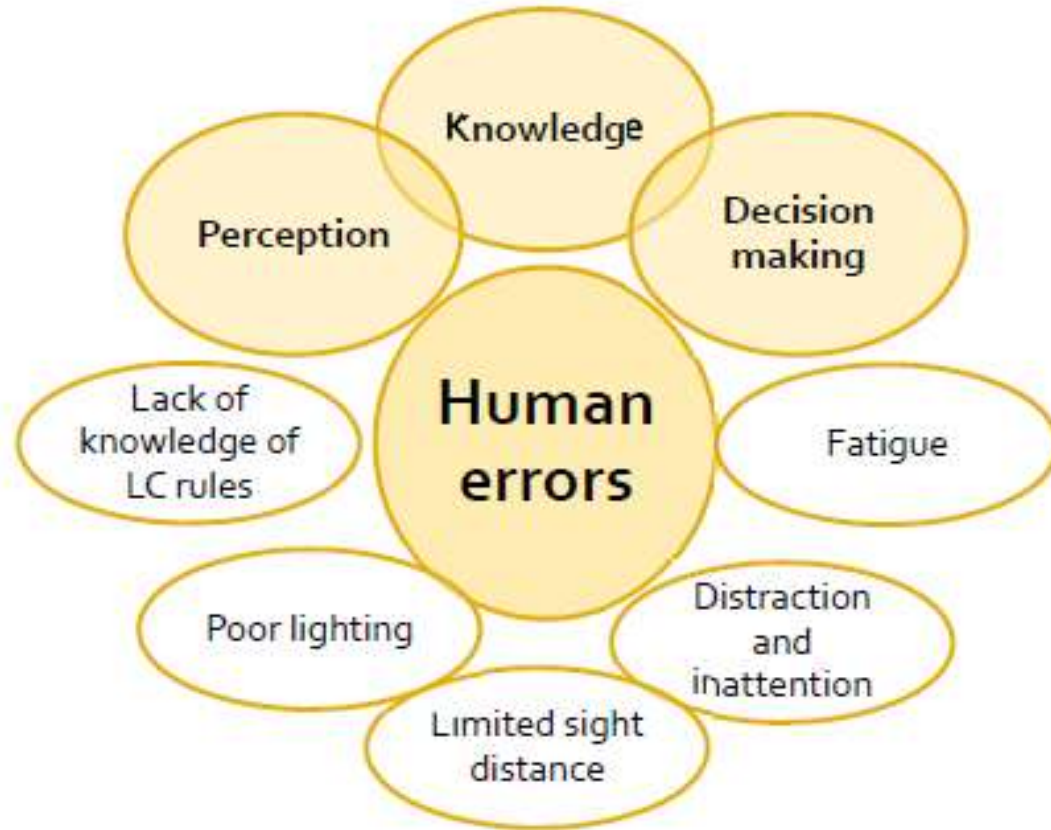 Knowledge
Perception
Decision
making
Human
errors
Lack of
knowledge of
LC rules
Fatigue
Poor lighting
Distraction
and
inattention
Limited sight
distance